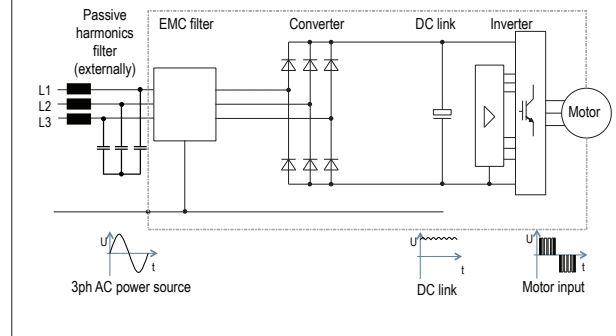 Passive
harmonics
filter
(externally)
EMC filter
Converter
DC link
Inverter
L1
L2
L3
Motor
U
t
3ph AC power source
U
t
DC link
U
t
Motor input